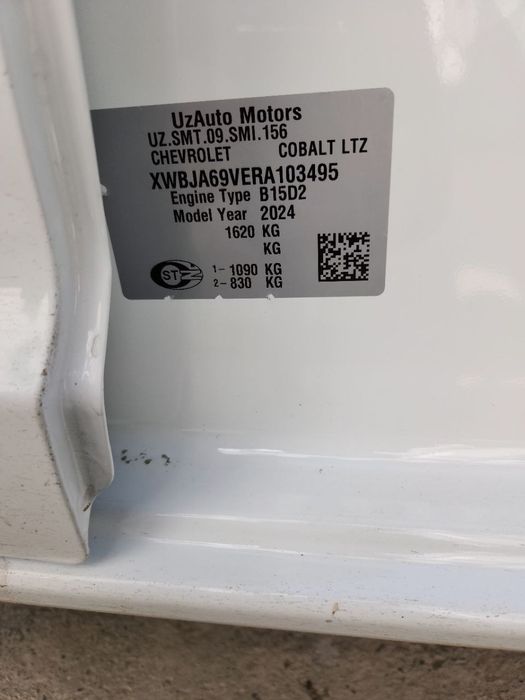 UzAuto Motors
UZ.SMT.09.SMI.156
CHEVROLET COBALT LTZ
XWBJA69VERA103495
Engine Type B15D2
Model Year 2024
1620 KG
KG
1- 1090 KG
2- 830 KG